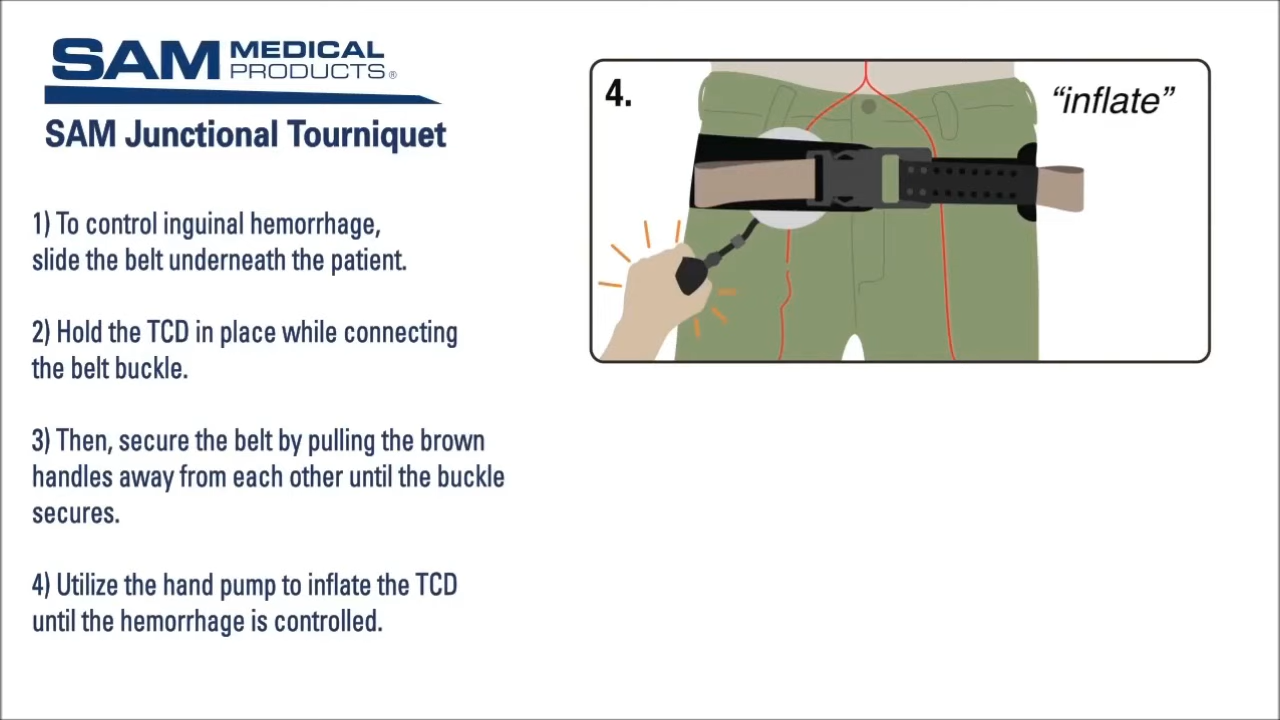 SAM MEDICAL
PRODUCTS®
SAM Junctional Tourniquet
1) To control inguinal hemorrhage,
slide the belt underneath the patient.
2) Hold the TCD in place while connecting
the belt buckle.
3) Then, secure the belt by pulling the brown
handles away from each other until the buckle
secures.
4) Utilize the hand pump to inflate the TCD
until the hemorrhage is controlled.
4.
“inflate”